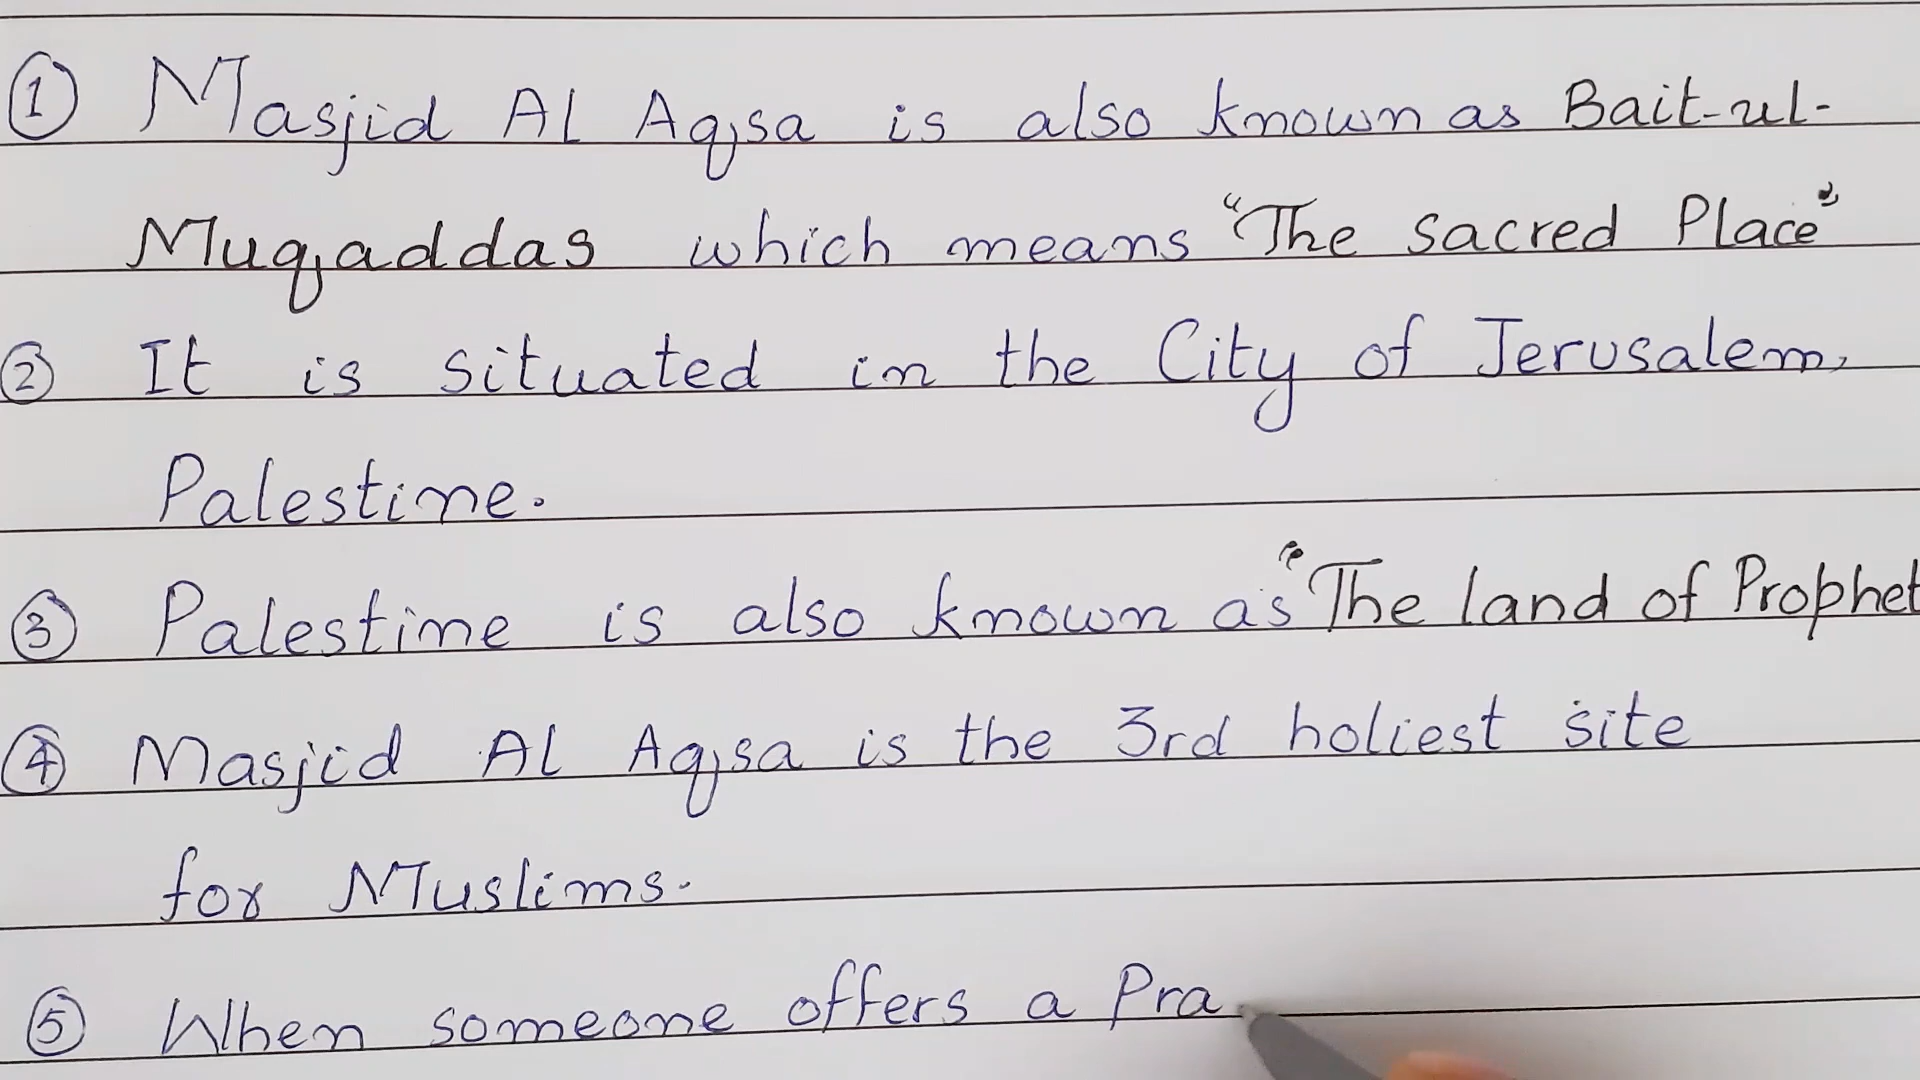 ① Masjid Al Aqsa is also known as Bait-ul-
Muqaddas which means "The sacred Place"
② It is situated in the City of Jerusalem,
Palestine.
③ Palestine is also known as "The land of Prophet
④ Masjid Al Aqsa is the 3rd holiest site
for Muslims.
⑤ When someone offers a Pra